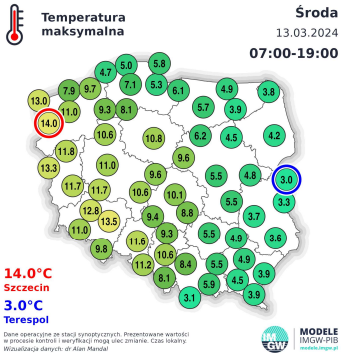 Temperatura
maksymalna
Środa
13.03.2024
07:00-19:00
4.7 5.0 5.8
7.9 9.7 7.1 5.3 6.1 4.9 3.8
13.0 11.0 9.3 8.1 5.7 3.9
14.0 10.6 10.8 6.2 4.5 4.2
11.8 9.6
13.3 11.0 9.6 5.5 4.8 3.0
11.7 11.7 10.6 10.1 5.5 3.3
12.8 13.5 9.4 8.8 3.7
11.0 9.3 5.5 4.9 3.6
9.8 11.6 10.6
11.2 8.4 5.5 4.9
8.1 5.9 4.5 3.9
3.1 3.9
14.0°C
Szczecin
3.0°C
Terespol
Dane operacyjne ze stacji synoptycznych. Prezentowane wartości
w procesie kontroli i weryfikacji mogą ulec zmianie. Czas lokalny.
Wizualizacja danych: dr Alan Mandal
IMGW
MODELE
IMGW-PIB
modele.imgw.pl